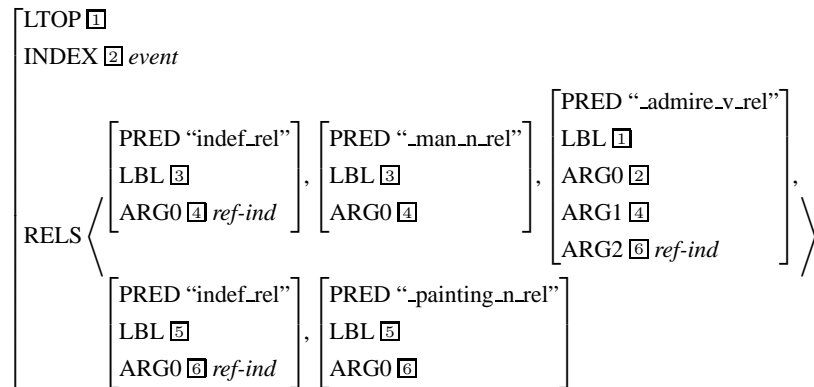 LTOP 1
INDEX 2 event
RELS
PRED “indef_rel”
LBL 3
ARG0 4 ref-ind
,
PRED “_man_n_rel”
LBL 3
ARG0 4
,
PRED “_admire_v_rel”
LBL 1
ARG0 2
ARG1 4
ARG2 6 ref-ind
,
PRED “indef_rel”
LBL 5
ARG0 6 ref-ind
,
PRED “_painting_n_rel”
LBL 5
ARG0 6